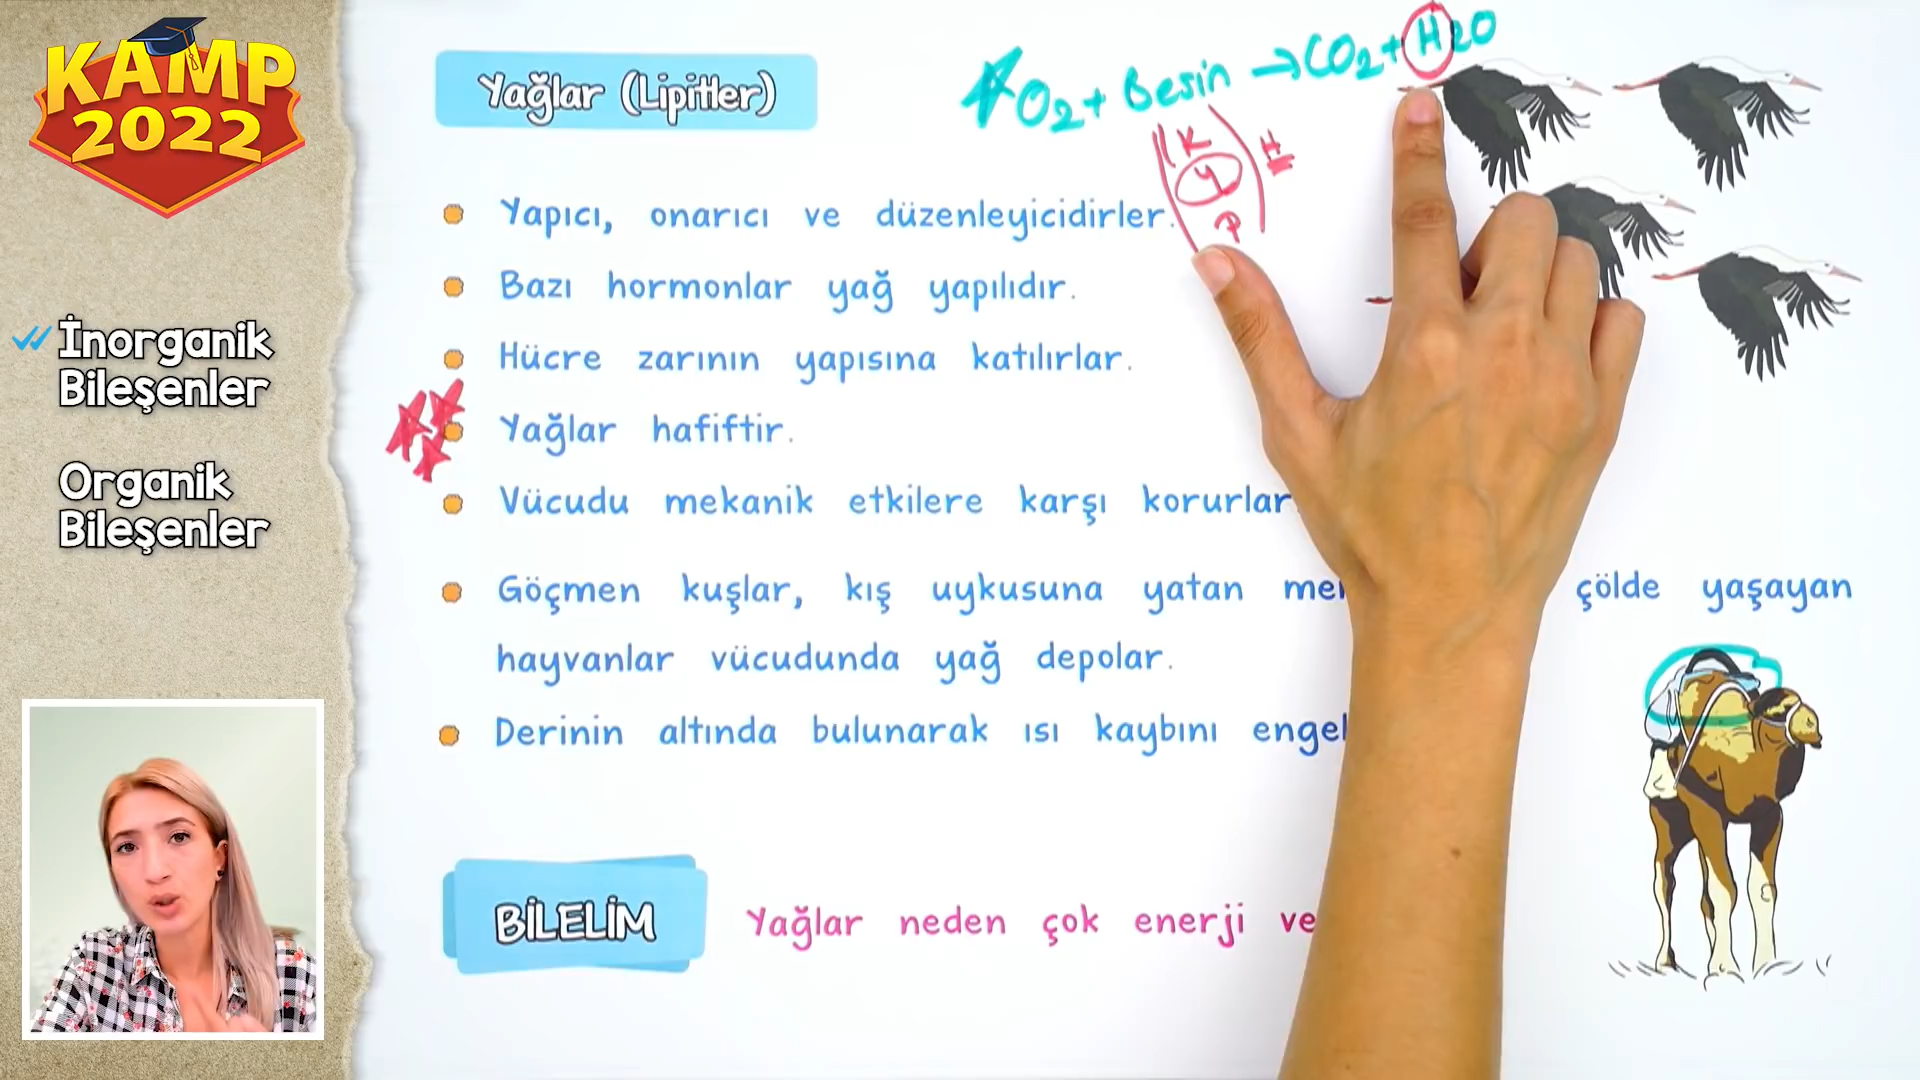 KAMP
2022
İnorganik
Bileşenler
Organik
Bileşenler
Yağlar (Lipitler)
O2 + Besin → CO2 + H2O
K
H
Y
P
Yapıcı, onarıcı ve düzenleyicidirler.
Bazı hormonlar yağ yapılıdır.
Hücre zarının yapısına katılırlar.
Yağlar hafiftir.
Vücudu mekanik etkilere karşı korurlar
Göçmen kuşlar, kış uykusuna yatan çölde yaşayan
hayvanlar vücudunda yağ depolar.
Derinin altında bulunarak ısı kaybını engel
BİLELİM
Yağlar neden çok enerji ve